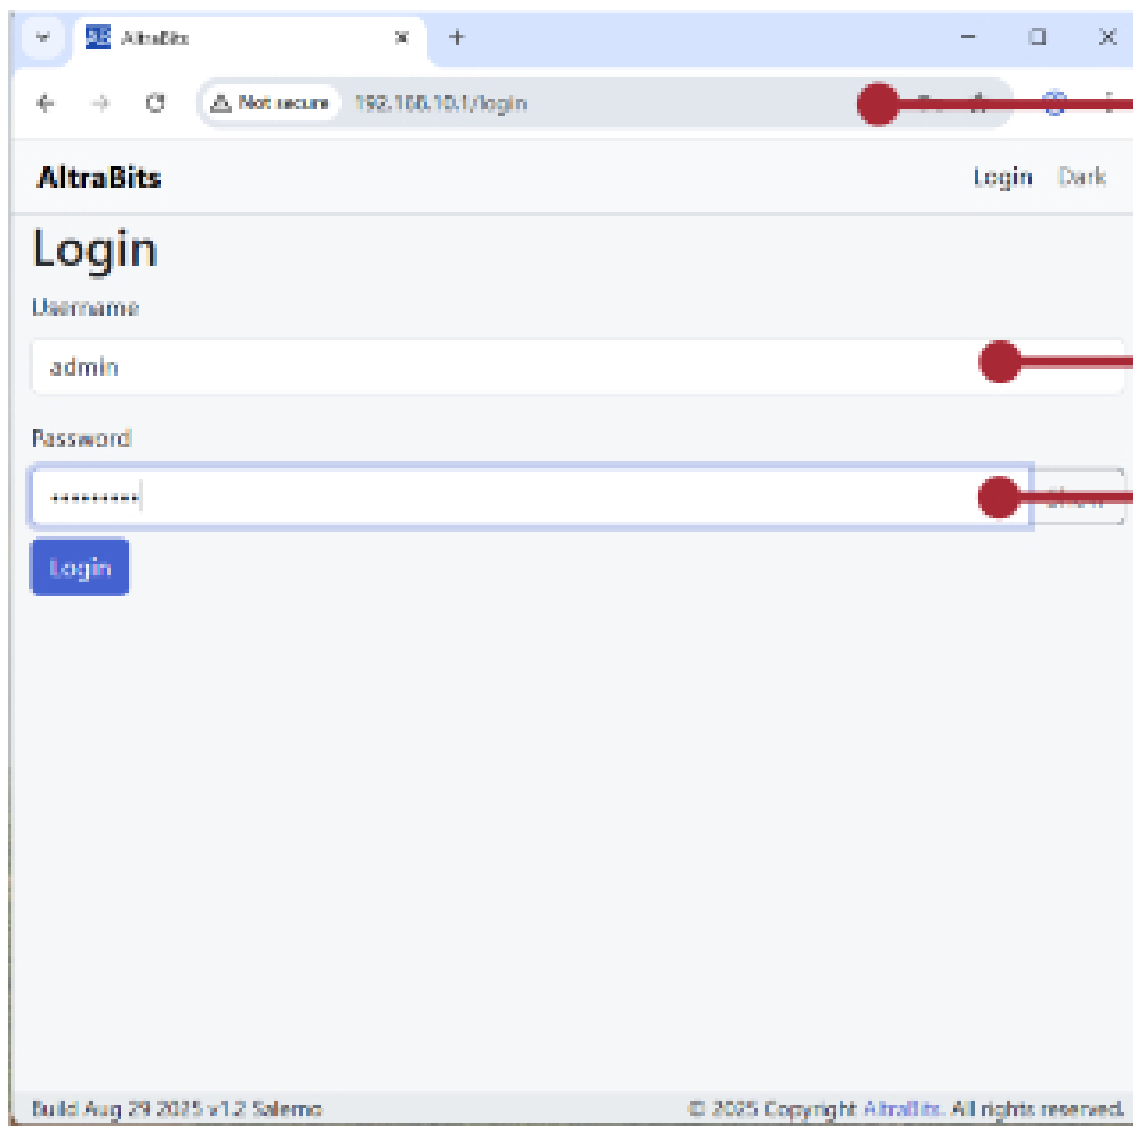 AltraBits
Not secure 192.168.10.1/login
AltraBits Login Dark
Login
Username
admin
Password
•••••••••
Login
Build Aug 29 2025 v1.2 Salerno © 2025 Copyright AltraBits. All rights reserved.